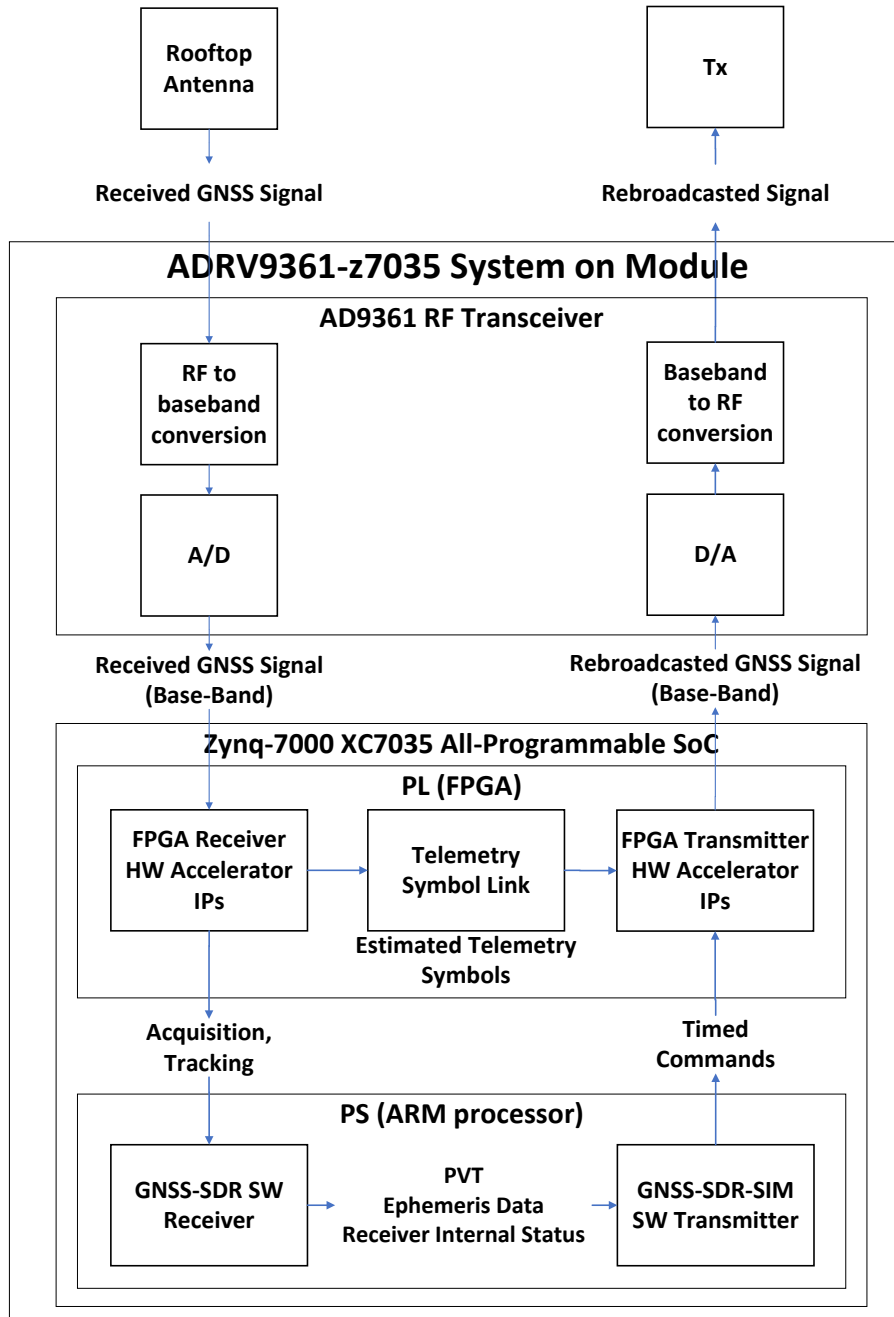 Rooftop
Antenna
Tx
Received GNSS Signal
Rebroadcasted Signal
ADRV9361-z7035 System on Module
AD9361 RF Transceiver
RF to
baseband
conversion
Baseband
to RF
conversion
A/D
D/A
Received GNSS Signal
(Base-Band)
Rebroadcasted GNSS Signal
(Base-Band)
Zynq-7000 XC7035 All-Programmable SoC
PL (FPGA)
FPGA Receiver
HW Accelerator
IPs
Telemetry
Symbol Link
FPGA Transmitter
HW Accelerator
IPs
Estimated Telemetry
Symbols
Acquisition,
Tracking
Timed
Commands
PS (ARM processor)
GNSS-SDR SW
Receiver
PVT
Ephemeris Data
Receiver Internal Status
GNSS-SDR-SIM
SW Transmitter